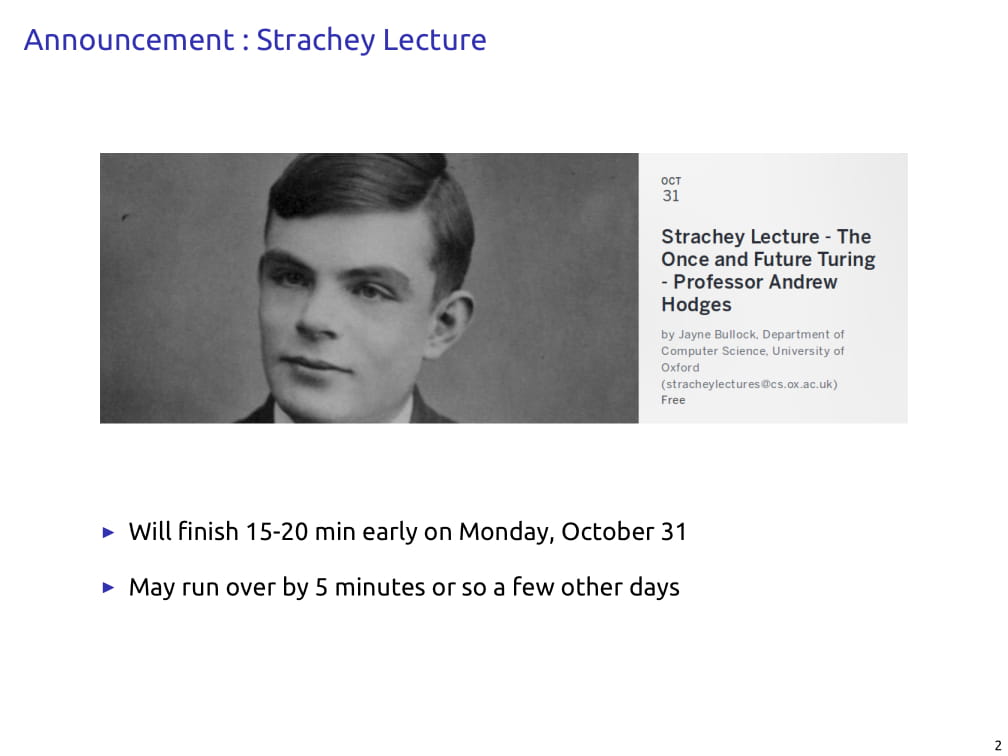 Announcement : Strachey Lecture
OCT
31
Strachey Lecture - The
Once and Future Turing
- Professor Andrew
Hodges
by Jayne Bullock, Department of
Computer Science, University of
Oxford
(stracheylectures@cs.ox.ac.uk)
Free
▶ Will finish 15-20 min early on Monday, October 31
▶ May run over by 5 minutes or so a few other days
2